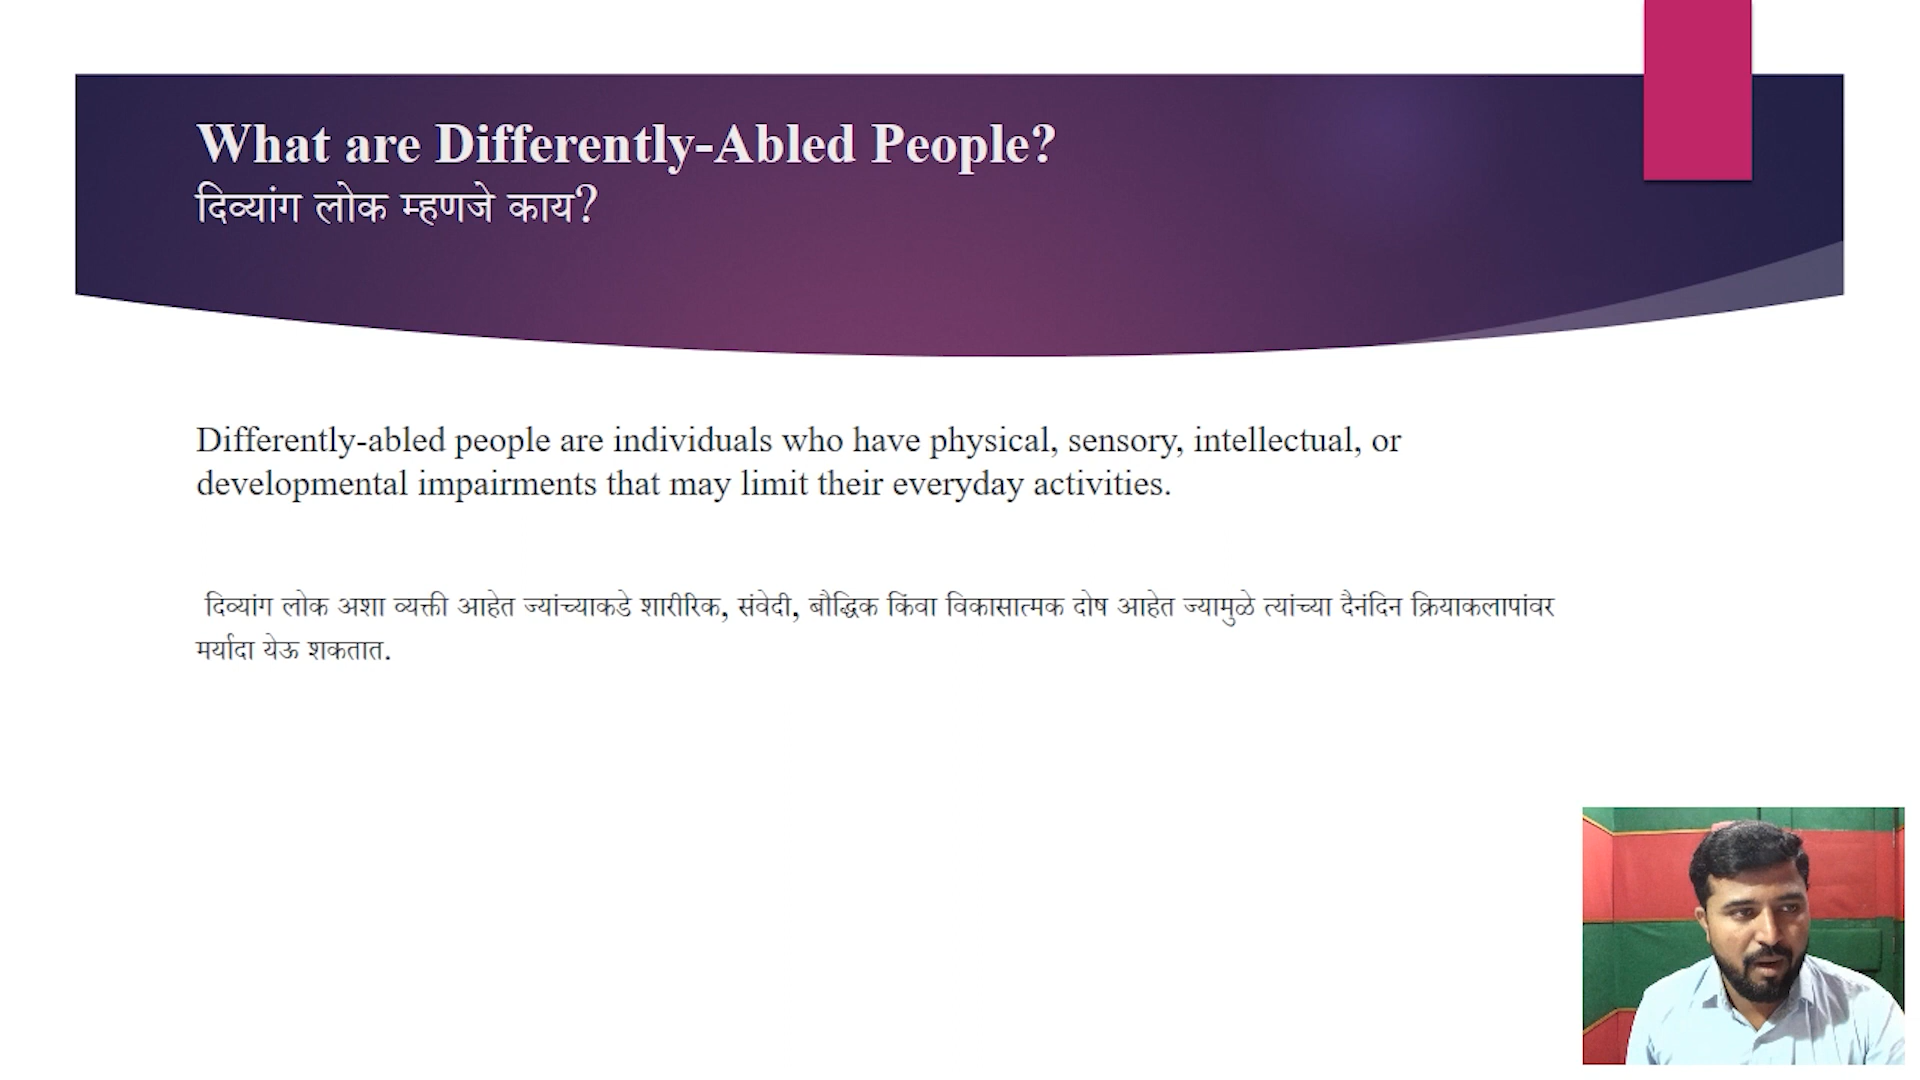 What are Differently-Abled People?
दिव्यांग लोक म्हणजे काय?
Differently-abled people are individuals who have physical, sensory, intellectual, or
developmental impairments that may limit their everyday activities.
दिव्यांग लोक अशा व्यक्ती आहेत ज्यांच्याकडे शारीरिक, संवेदी, बौद्धिक किंवा विकासात्मक दोष आहेत ज्यामुळे त्यांच्या दैनंदिन क्रियाकलापांवर
मर्यादा येऊ शकतात.